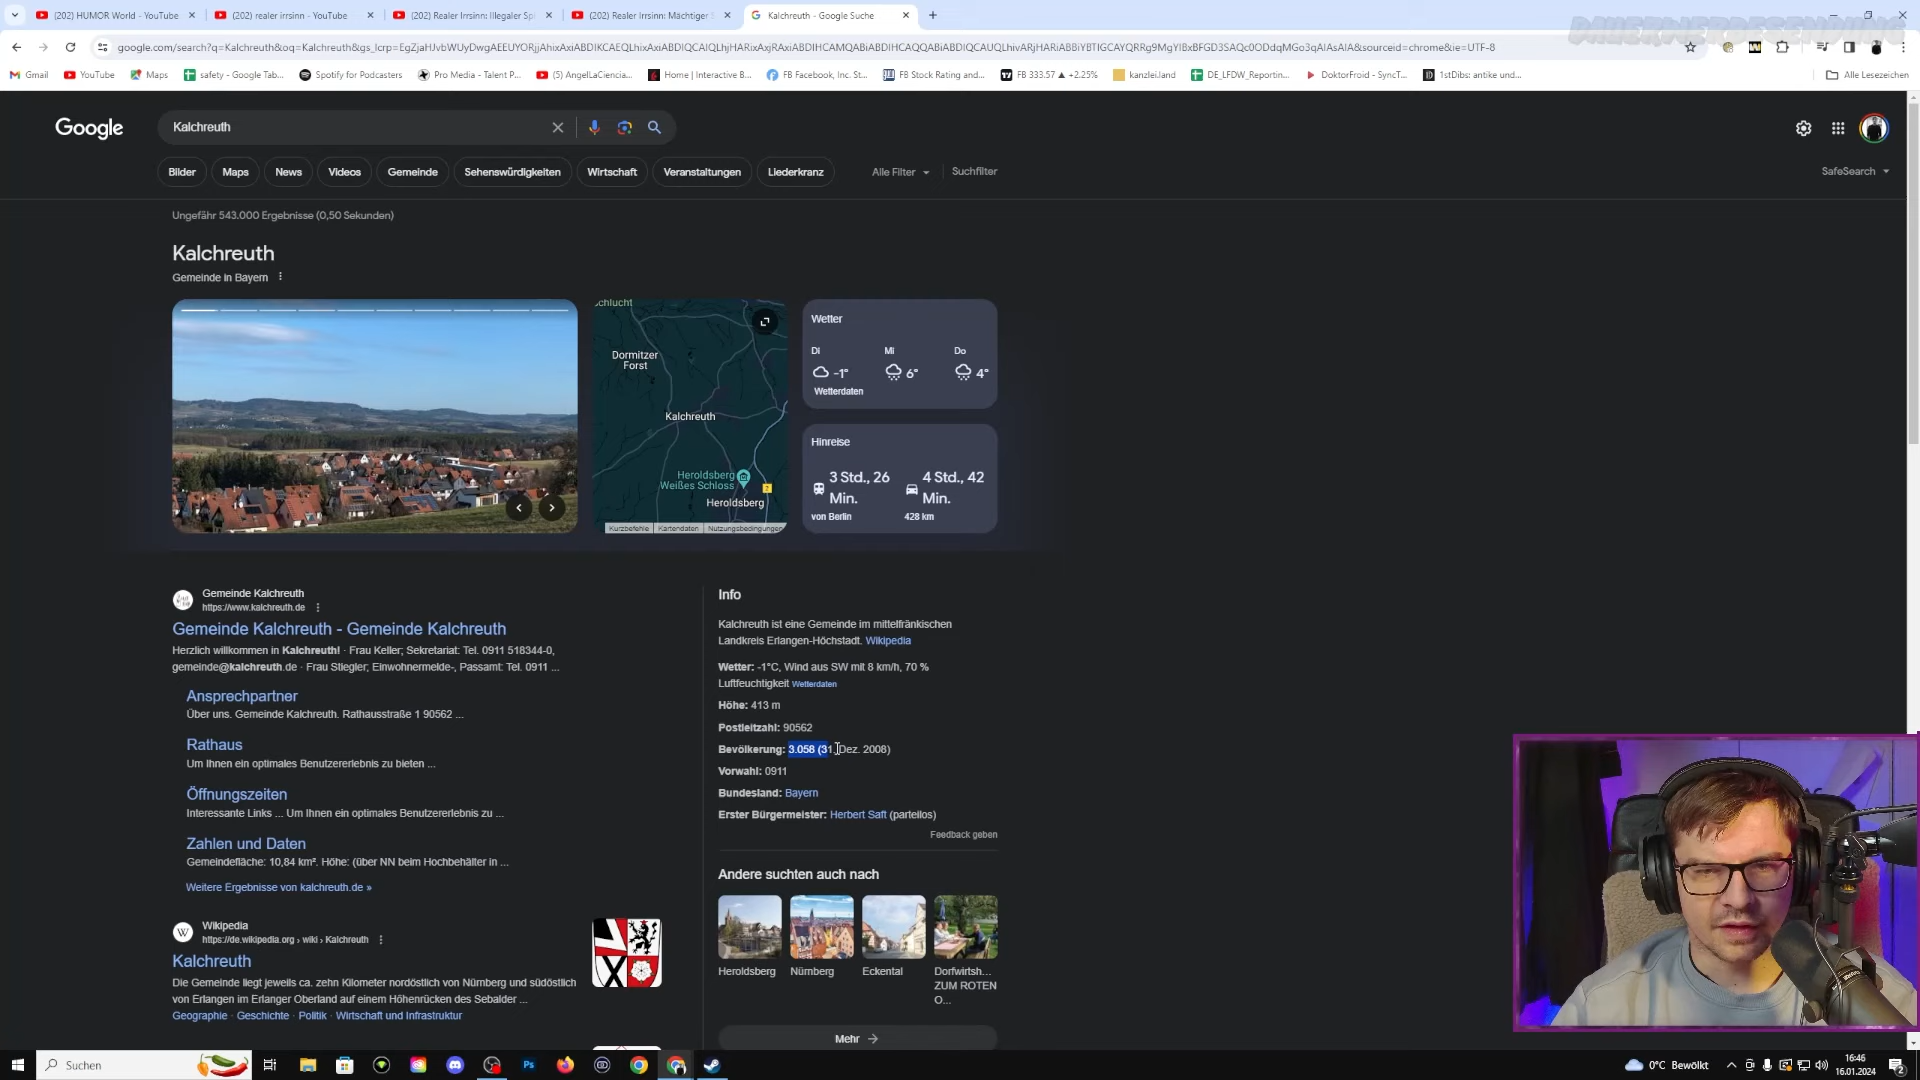 (202) HUMOR World - YouTube
(202) realer irrsinn - YouTube
(202) Realer Irrsinn: Illegaler Sp
(202) Realer Irrsinn: Mächtiger
Kalchreuth - Google Suche
Gmail
YouTube
Maps
safety - Google Tab...
Spotify for Podcasters
Pro Media - Talent P...
(5) AngelLaCiencia...
Home | Interactive B...
FB Facebook, Inc. St...
FB Stock Rating and...
FB 333.57 ▲ +2.25%
kanzlei.land
DE_LFDW_Reportin...
DoktorFroid - SyncT...
1stDibs: antike und...
Alle Lesezeichen
Google
Kalchreuth
Bilder
Maps
News
Videos
Gemeinde
Sehenswürdigkeiten
Wirtschaft
Veranstaltungen
Liederkranz
Alle Filter
Suchfilter
SafeSearch
Ungefähr 543.000 Ergebnisse (0,50 Sekunden)
Kalchreuth
Gemeinde in Bayern
schlucht
Dormitzer
Forst
Kalchreuth
Heroldsberg
Weißes Schloss
Heroldsberg
Kurzbefehle
Kartendaten
Nutzungsbedingungen
Wetter
Di
Mi
Do
-1°
6°
4°
Wetterdaten
Hinreise
3 Std., 26
Min.
von Berlin
4 Std., 42
Min.
428 km
Gemeinde Kalchreuth
https://www.kalchreuth.de
Gemeinde Kalchreuth - Gemeinde Kalchreuth
Herzlich willkommen in Kalchreuth! · Frau Keller; Sekretariat: Tel. 0911 518344-0,
gemeinde@kalchreuth.de · Frau Stiegler; Einwohnermelde-, Passamt: Tel. 0911 ...
Ansprechpartner
Über uns. Gemeinde Kalchreuth. Rathausstraße 1 90562 ...
Rathaus
Um Ihnen ein optimales Benutzererlebnis zu bieten ...
Öffnungszeiten
Interessante Links ... Um Ihnen ein optimales Benutzererlebnis zu ...
Zahlen und Daten
Gemeindefläche: 10,84 km². Höhe: (über NN beim Hochbehälter in ...
Weitere Ergebnisse von kalchreuth.de »
Wikipedia
https://de.wikipedia.org › wiki › Kalchreuth
Kalchreuth
Die Gemeinde liegt jeweils ca. zehn Kilometer nordöstlich von Nürnberg und südöstlich
von Erlangen im Erlanger Oberland auf einem Höhenrücken des Sebalder ...
Geographie · Geschichte · Politik · Wirtschaft und Infrastruktur
Info
Kalchreuth ist eine Gemeinde im mittelfränkischen
Landkreis Erlangen-Höchstadt. Wikipedia
Wetter: -1°C, Wind aus SW mit 8 km/h, 70 %
Luftfeuchtigkeit Wetterdaten
Höhe: 413 m
Postleitzahl: 90562
Bevölkerung: 3.058 (31. Dez. 2008)
Vorwahl: 0911
Bundesland: Bayern
Erster Bürgermeister: Herbert Saft (parteilos)
Feedback geben
Andere suchten auch nach
Heroldsberg
Nürnberg
Eckental
Dorfwirtsh...
ZUM ROTEN
O...
Mehr
Suchen
0°C Bewölkt
16:46
16.01.2024